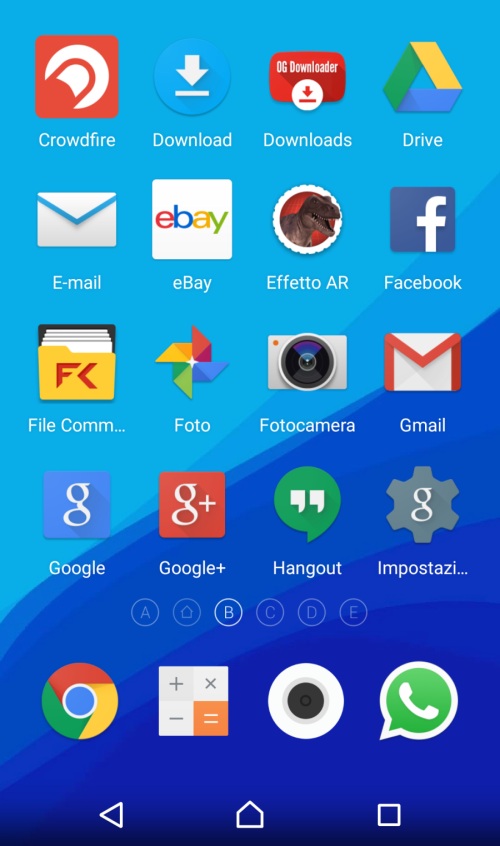 OG Downloader
Crowdfire
Download
Downloads
Drive
ebay
f
E-mail
eBay
Effetto AR
Facebook
FK
File Comm...
Foto
Fotocamera
Gmail
g
g+
g
Google
Google+
Hangout
Impostazi...
A
B
C
D
E